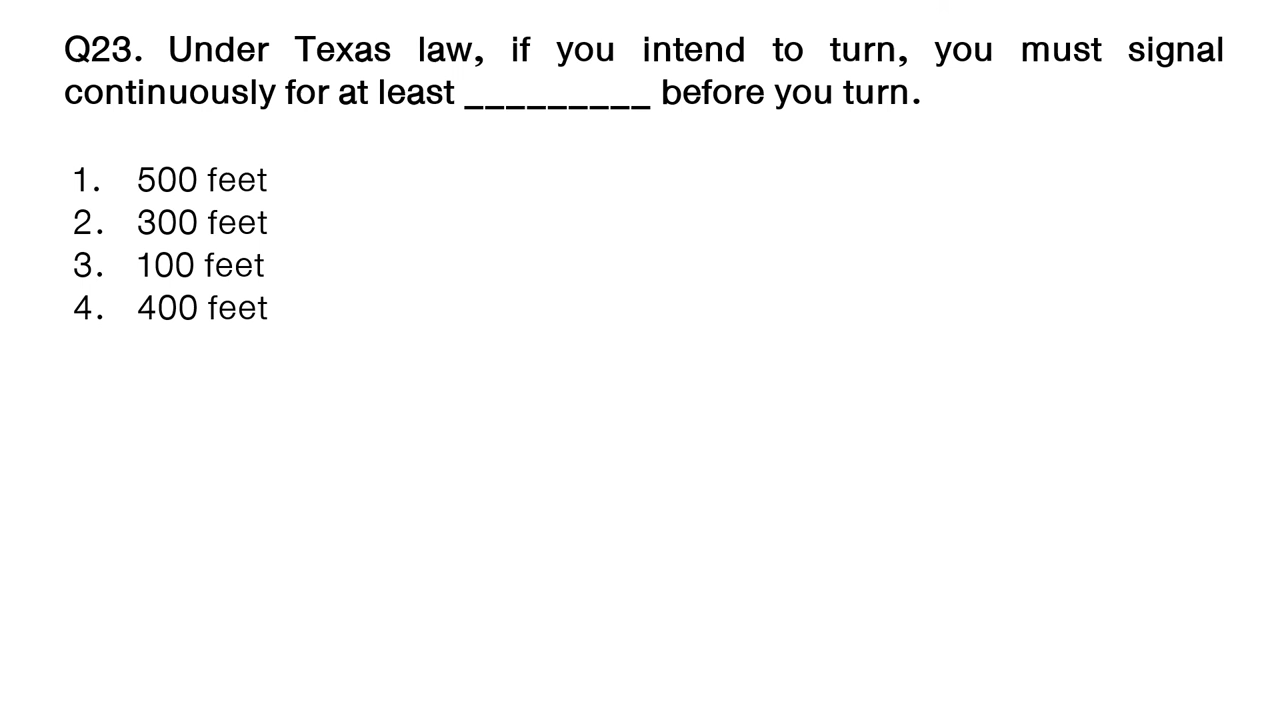 Q23. Under Texas law, if you intend to turn, you must signal
continuously for at least _________ before you turn.
1. 500 feet
2. 300 feet
3. 100 feet
4. 400 feet